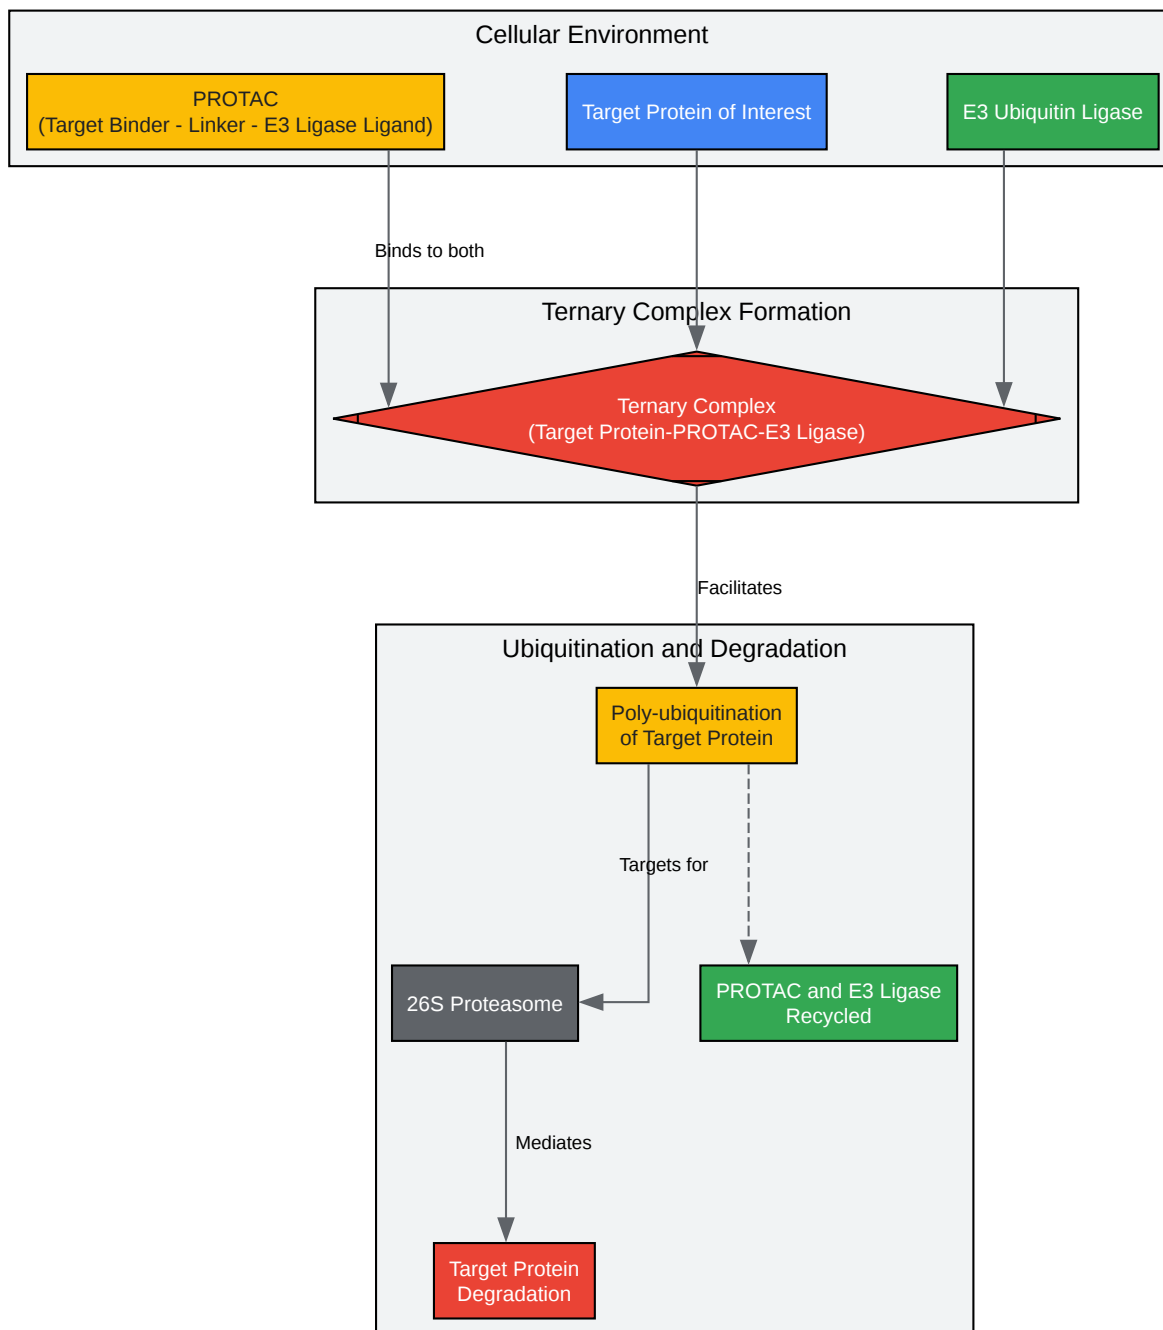 Cellular Environment
PROTAC
(Target Binder - Linker - E3 Ligase Ligand)
Target Protein of Interest
E3 Ubiquitin Ligase
Binds to both
Ternary Complex Formation
Ternary Complex
(Target Protein-PROTAC-E3 Ligase)
Facilitates
Ubiquitination and Degradation
Poly-ubiquitination
of Target Protein
Targets for
26S Proteasome
PROTAC and E3 Ligase
Recycled
Mediates
Target Protein
Degradation